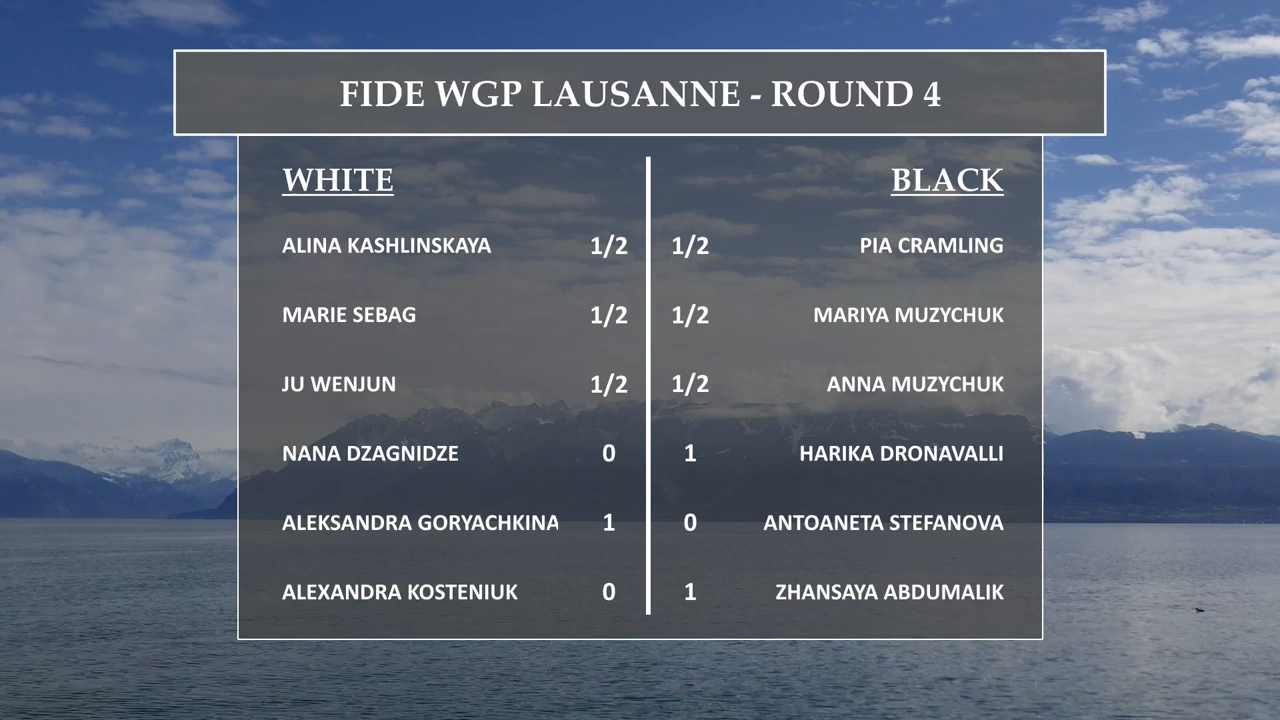 FIDE WGP LAUSANNE - ROUND 4
WHITE BLACK
ALINA KASHLINSKAYA 1/2 1/2 PIA CRAMLING
MARIE SEBAG 1/2 1/2 MARIYA MUZYCHUK
JU WENJUN 1/2 1/2 ANNA MUZYCHUK
NANA DZAGNIDZE 0 1 HARIKA DRONAVALLI
ALEKSANDRA GORYACHKINA 1 0 ANTOANETA STEFANOVA
ALEXANDRA KOSTENIUK 0 1 ZHANSAYA ABDUMALIK